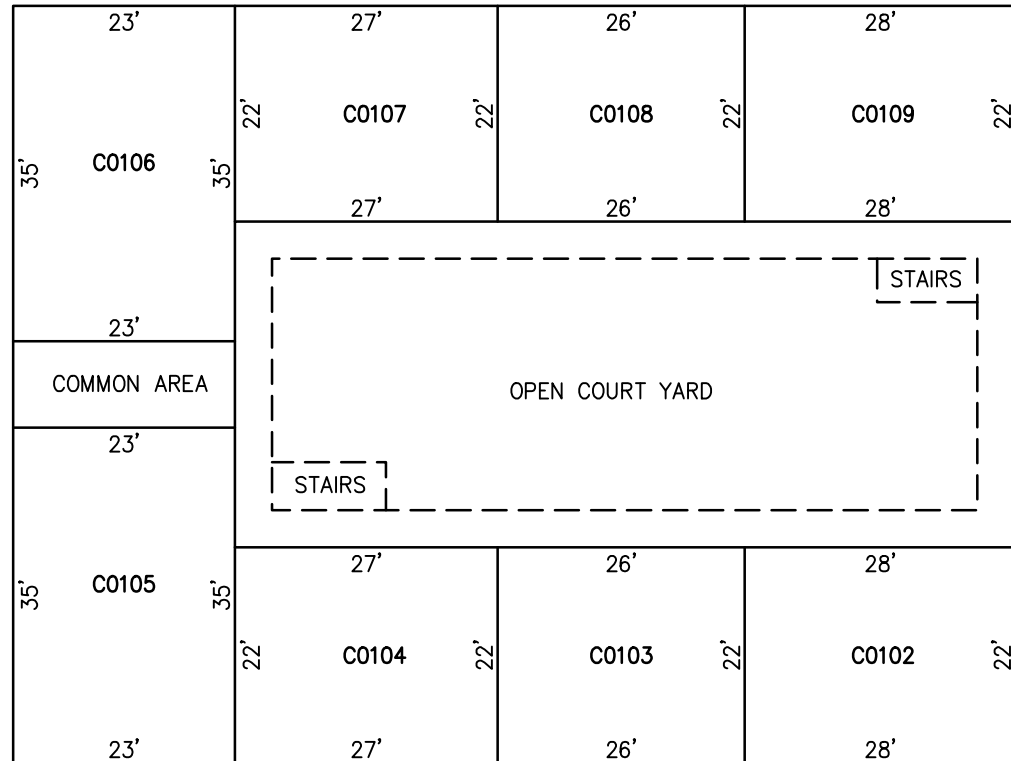 23' 27' 26' 28'
22' C0107 22' C0108 22' C0109 22'
35' C0106 35'
27' 26' 28'
STAIRS
23'
COMMON AREA OPEN COURT YARD
23'
STAIRS
27' 26' 28'
35' C0105 35'
22' C0104 22' C0103 22' C0102 22'
23' 27' 26' 28'